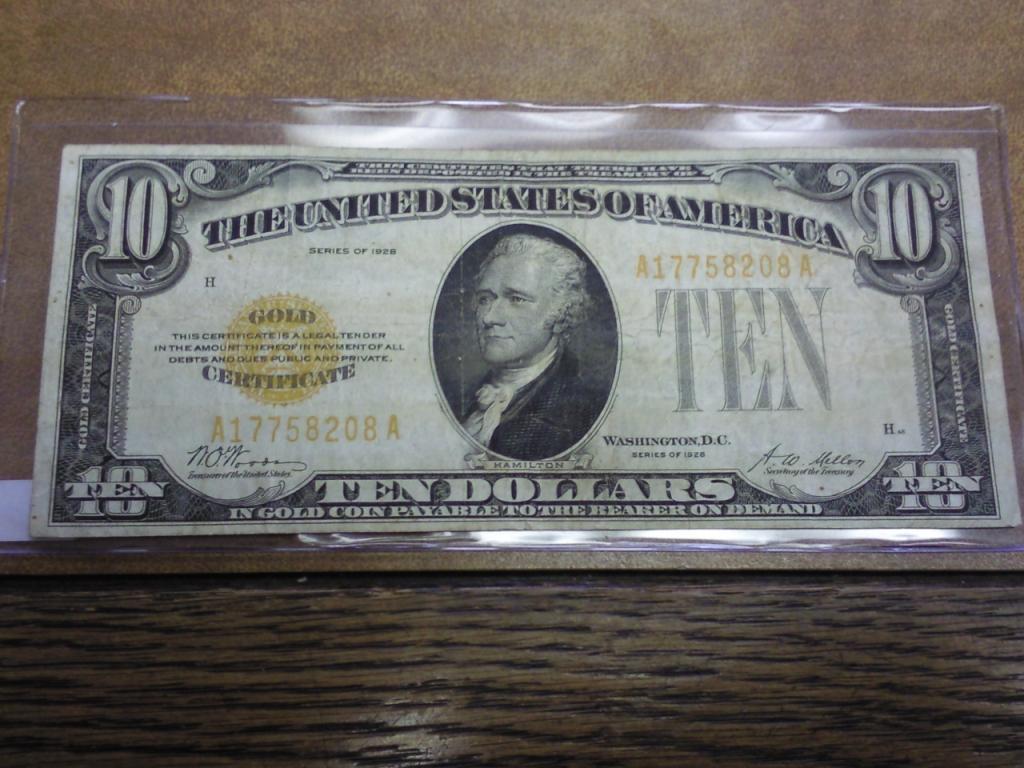 THIS CERTIFIES THAT THERE HAVE
BEEN DEPOSITED IN THE TREASURY OF
10
10
THE UNITED STATES OF AMERICA
SERIES OF 1928
A17758208A
H
GOLD
THIS CERTIFICATE IS A LEGAL TENDER
IN THE AMOUNT THEREOF IN PAYMENT OF ALL
DEBTS AND DUES PUBLIC AND PRIVATE.
CERTIFICATE
TEN
GOLD CERTIFICATE
GOLD CERTIFICATE
A17758208A
WASHINGTON, D.C.
H
SERIES OF 1928
W.O. Woods
Treasurer of the United States
A.W. Mellon
Secretary of the Treasury
HAMILTON
10
TEN
10
TEN
TEN DOLLARS
IN GOLD COIN PAYABLE TO THE BEARER ON DEMAND